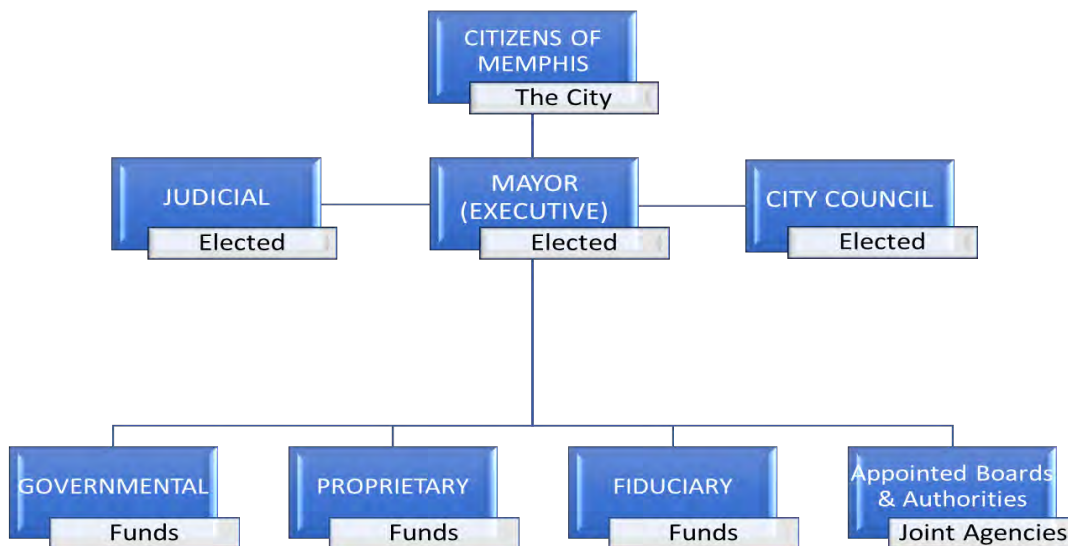 CITIZENS OF
MEMPHIS
The City
JUDICIAL
Elected
MAYOR
(EXECUTIVE)
Elected
CITY COUNCIL
Elected
GOVERNMENTAL
Funds
PROPRIETARY
Funds
FIDUCIARY
Funds
Appointed Boards
& Authorities
Joint Agencies